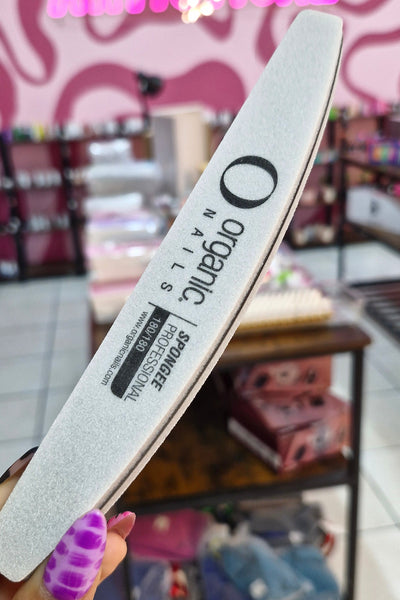 O
organic®
NAILS
SPONGEE
PROFESSIONAL
180/180
www.organicnails.com